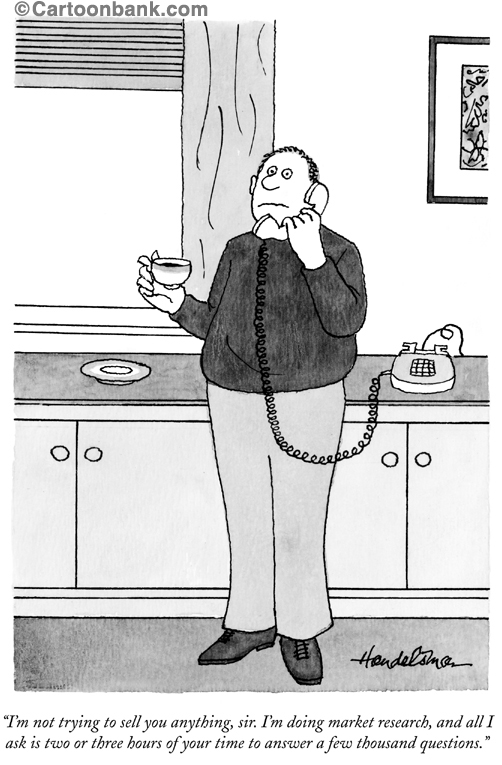 ©Cartoonbank.com
Handelsman
"I'm not trying to sell you anything, sir. I'm doing market research, and all I
ask is two or three hours of your time to answer a few thousand questions."